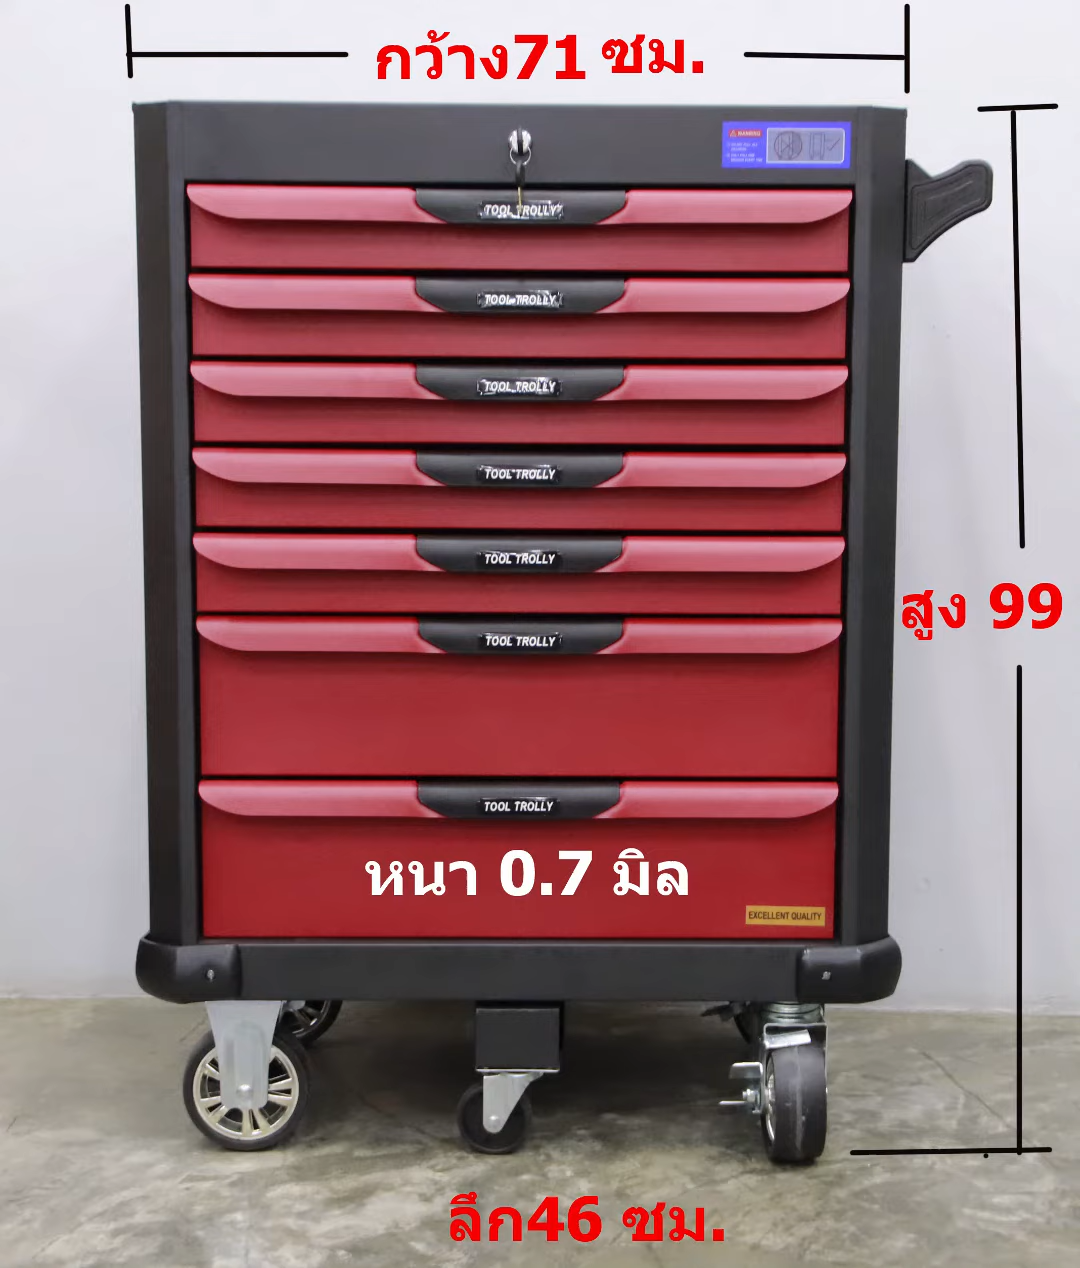 กว้าง71 ซม.
WARNING
TOOL TROLLY
TOOL TROLLY
TOOL TROLLY
TOOL TROLLY
TOOL TROLLY
สูง 99
TOOL TROLLY
TOOL TROLLY
หนา 0.7 มิล
EXCELLENT QUALITY
ลึก46 ซม.